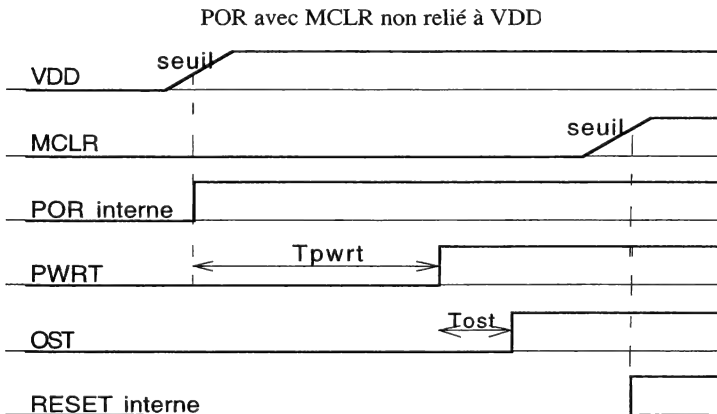 POR avec MCLR non relié à VDD
seuil
VDD
seuil
MCLR
POR interne
Tpwrt
PWRT
Tost
OST
RESET interne